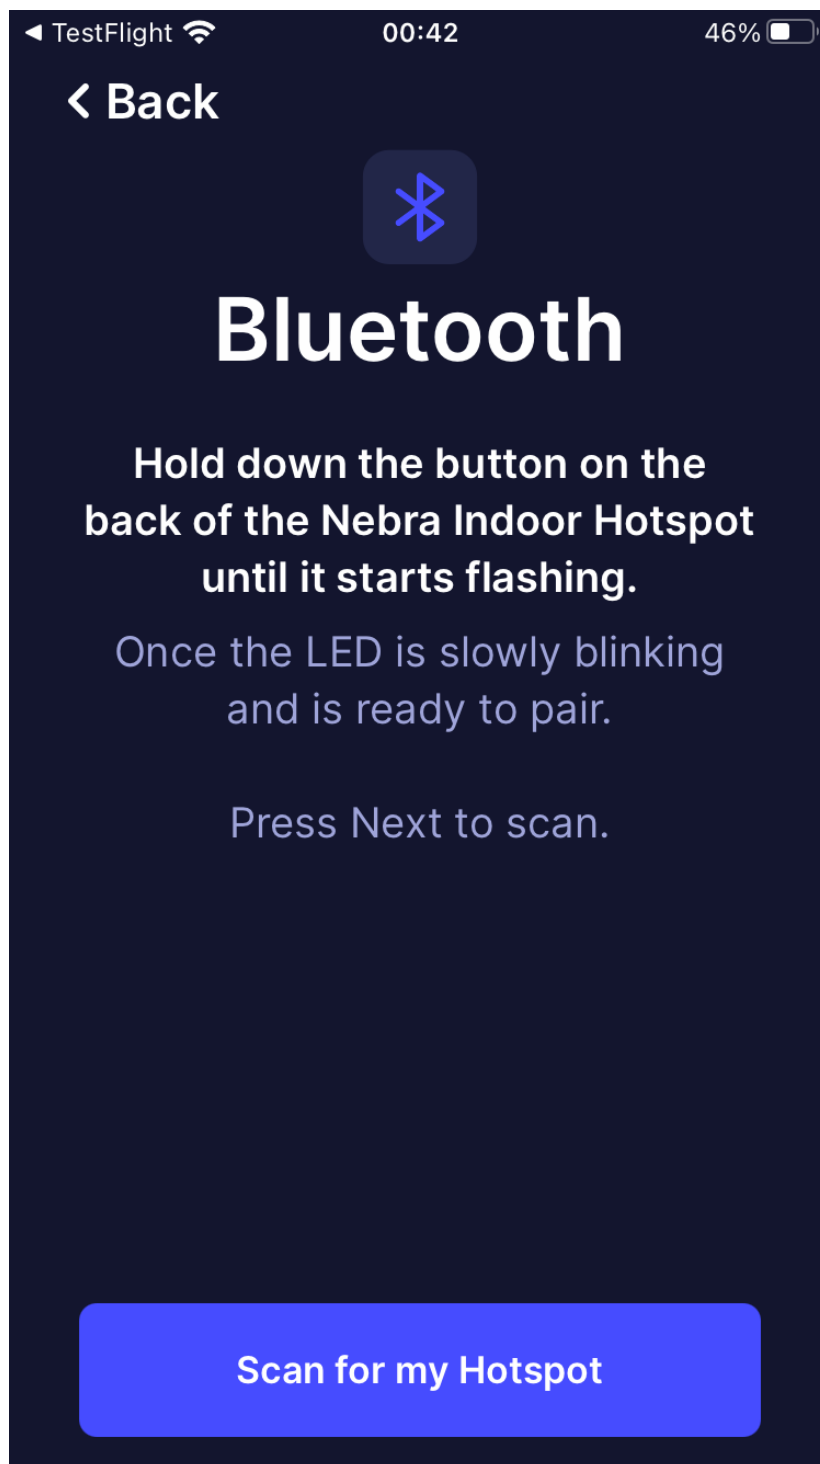 TestFlight 00:42 46%
Back
Bluetooth
Hold down the button on the
back of the Nebra Indoor Hotspot
until it starts flashing.
Once the LED is slowly blinking
and is ready to pair.
Press Next to scan.
Scan for my Hotspot